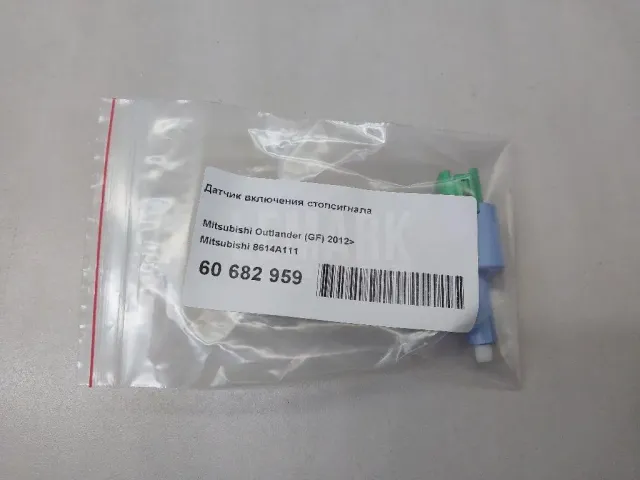 Датчик включения стопсигнала
Mitsubishi Outlander (GF) 2012>
Mitsubishi 8614A111
60 682 959